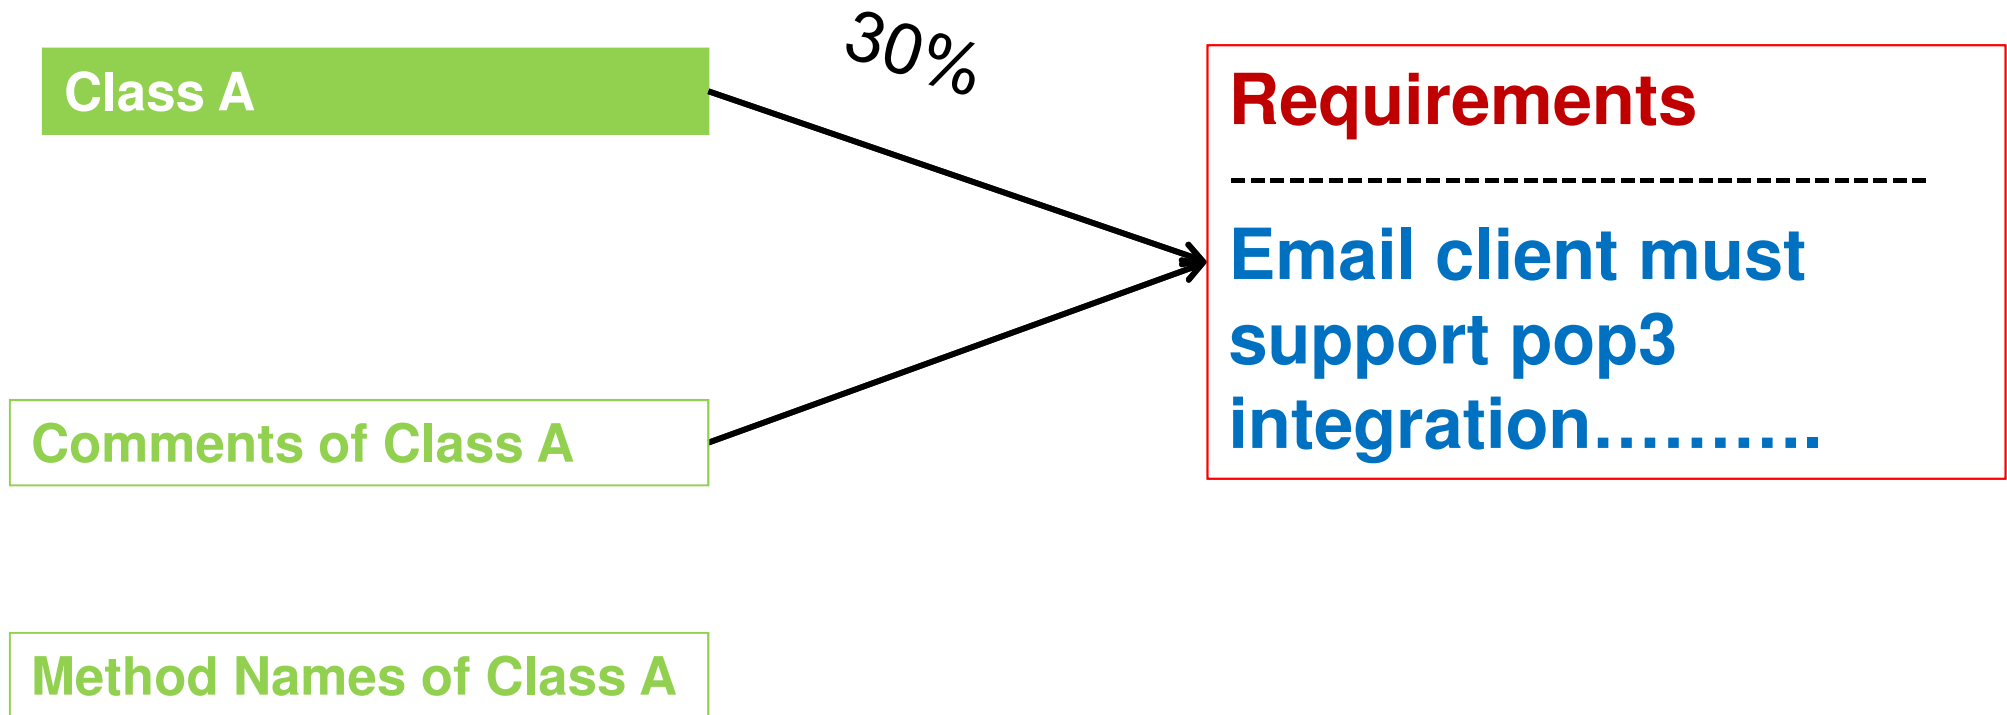 30%
Class A
Requirements
------------------------------------
Email client must
support pop3
integration……….
Comments of Class A
Method Names of Class A